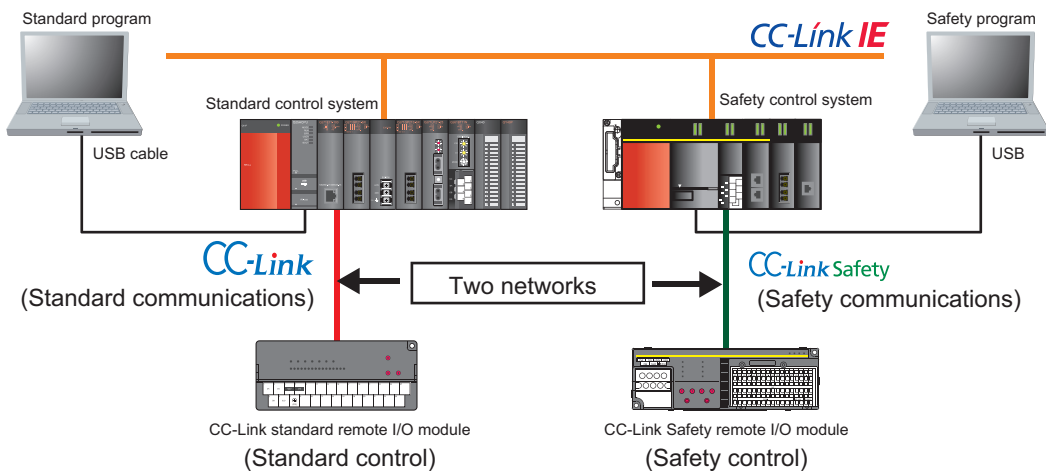 Standard program
Safety program
CC-Link IE
Standard control system
Safety control system
USB cable
USB
CC-Link
CC-Link Safety
(Standard communications)
Two networks
(Safety communications)
CC-Link standard remote I/O module
CC-Link Safety remote I/O module
(Standard control)
(Safety control)